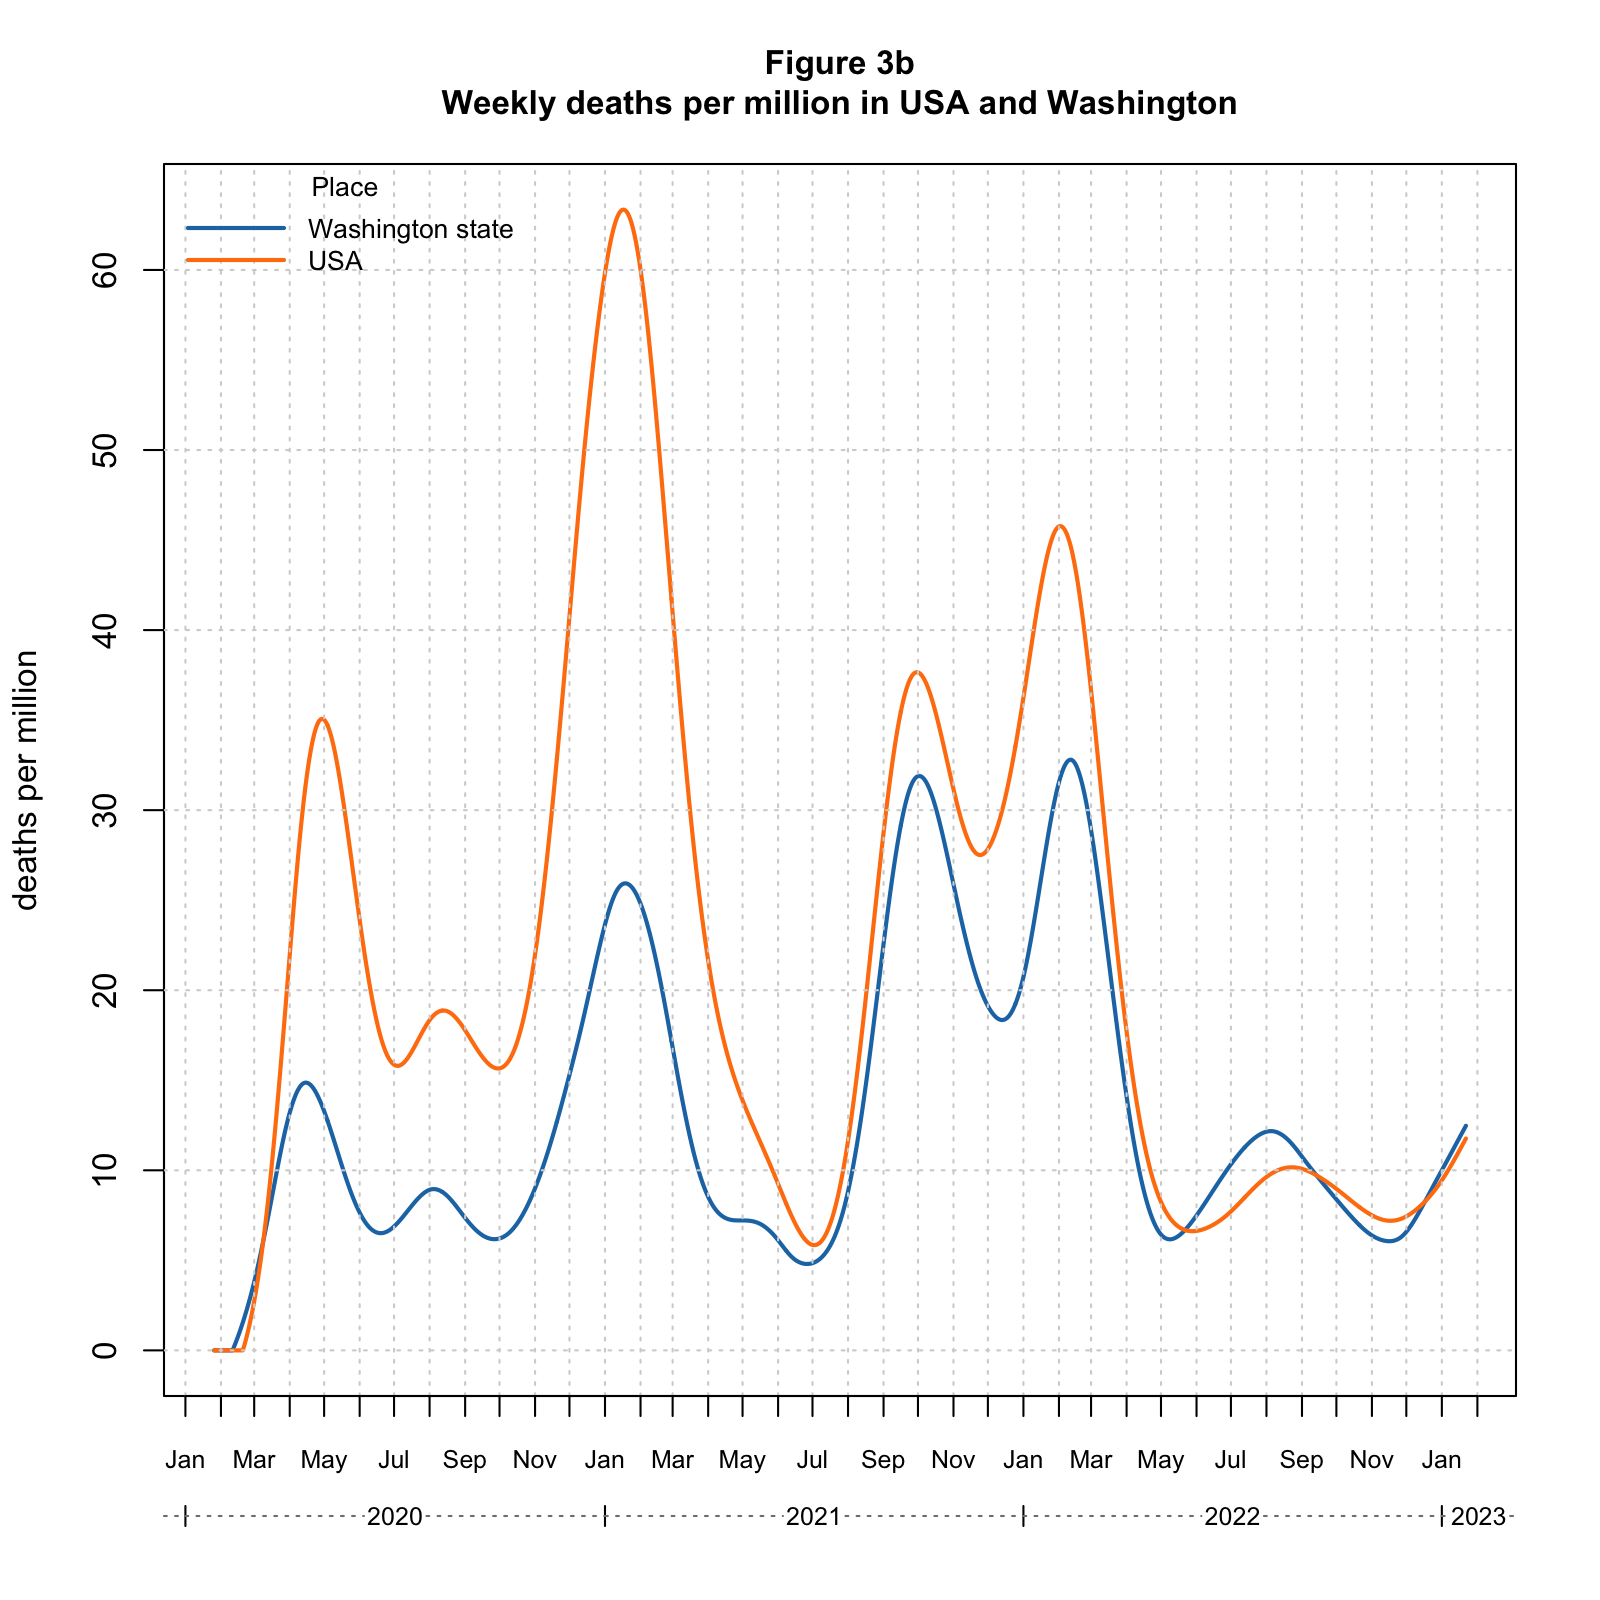 Figure 3b
Weekly deaths per million in USA and Washington
Place
Washington state
USA
deaths per million
60
50
40
30
20
10
0
Jan Mar May Jul Sep Nov Jan Mar May Jul Sep Nov Jan Mar May Jul Sep Nov Jan
2020 2021 2022 2023